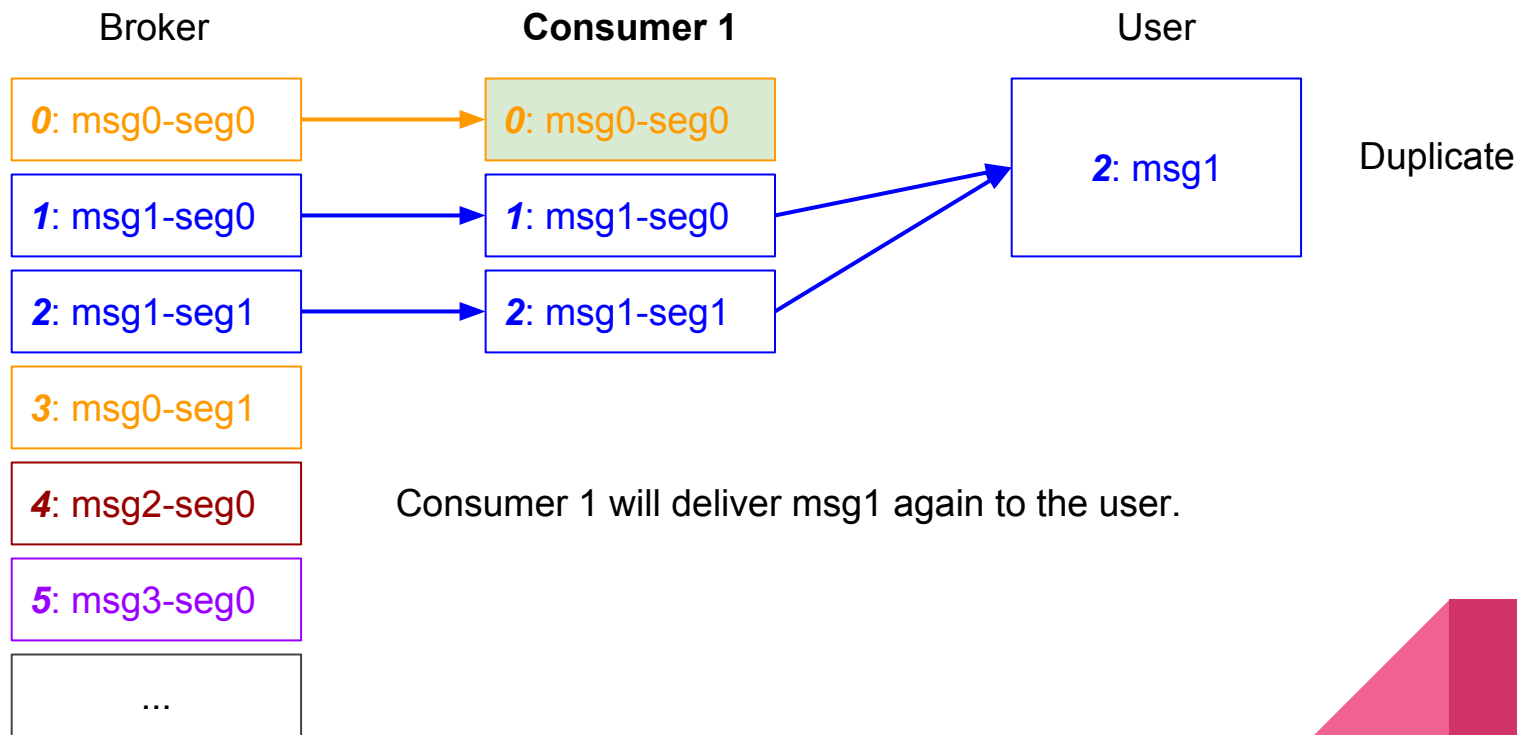 Broker
Consumer 1
User
0: msg0-seg0
0: msg0-seg0
1: msg1-seg0
1: msg1-seg0
2: msg1
Duplicate
2: msg1-seg1
2: msg1-seg1
3: msg0-seg1
4: msg2-seg0
Consumer 1 will deliver msg1 again to the user.
5: msg3-seg0
...